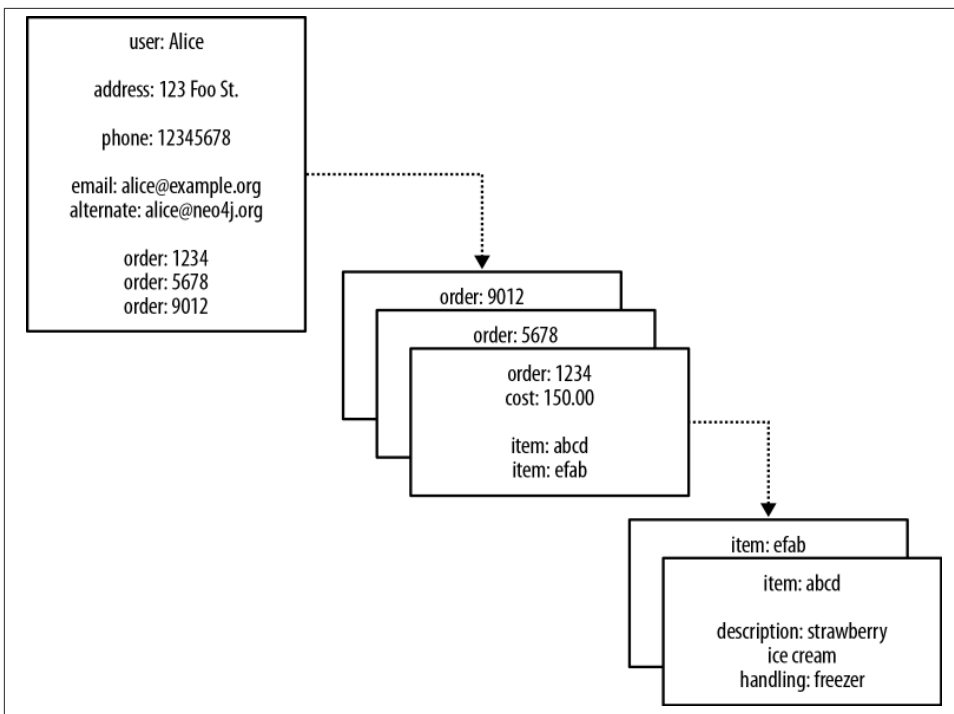 user: Alice
address: 123 Foo St.
phone: 12345678
email: alice@example.org
alternate: alice@neo4j.org
order: 1234
order: 5678
order: 9012
order: 9012
order: 5678
order: 1234
cost: 150.00
item: abcd
item: efab
item: efab
item: abcd
description: strawberry
ice cream
handling: freezer